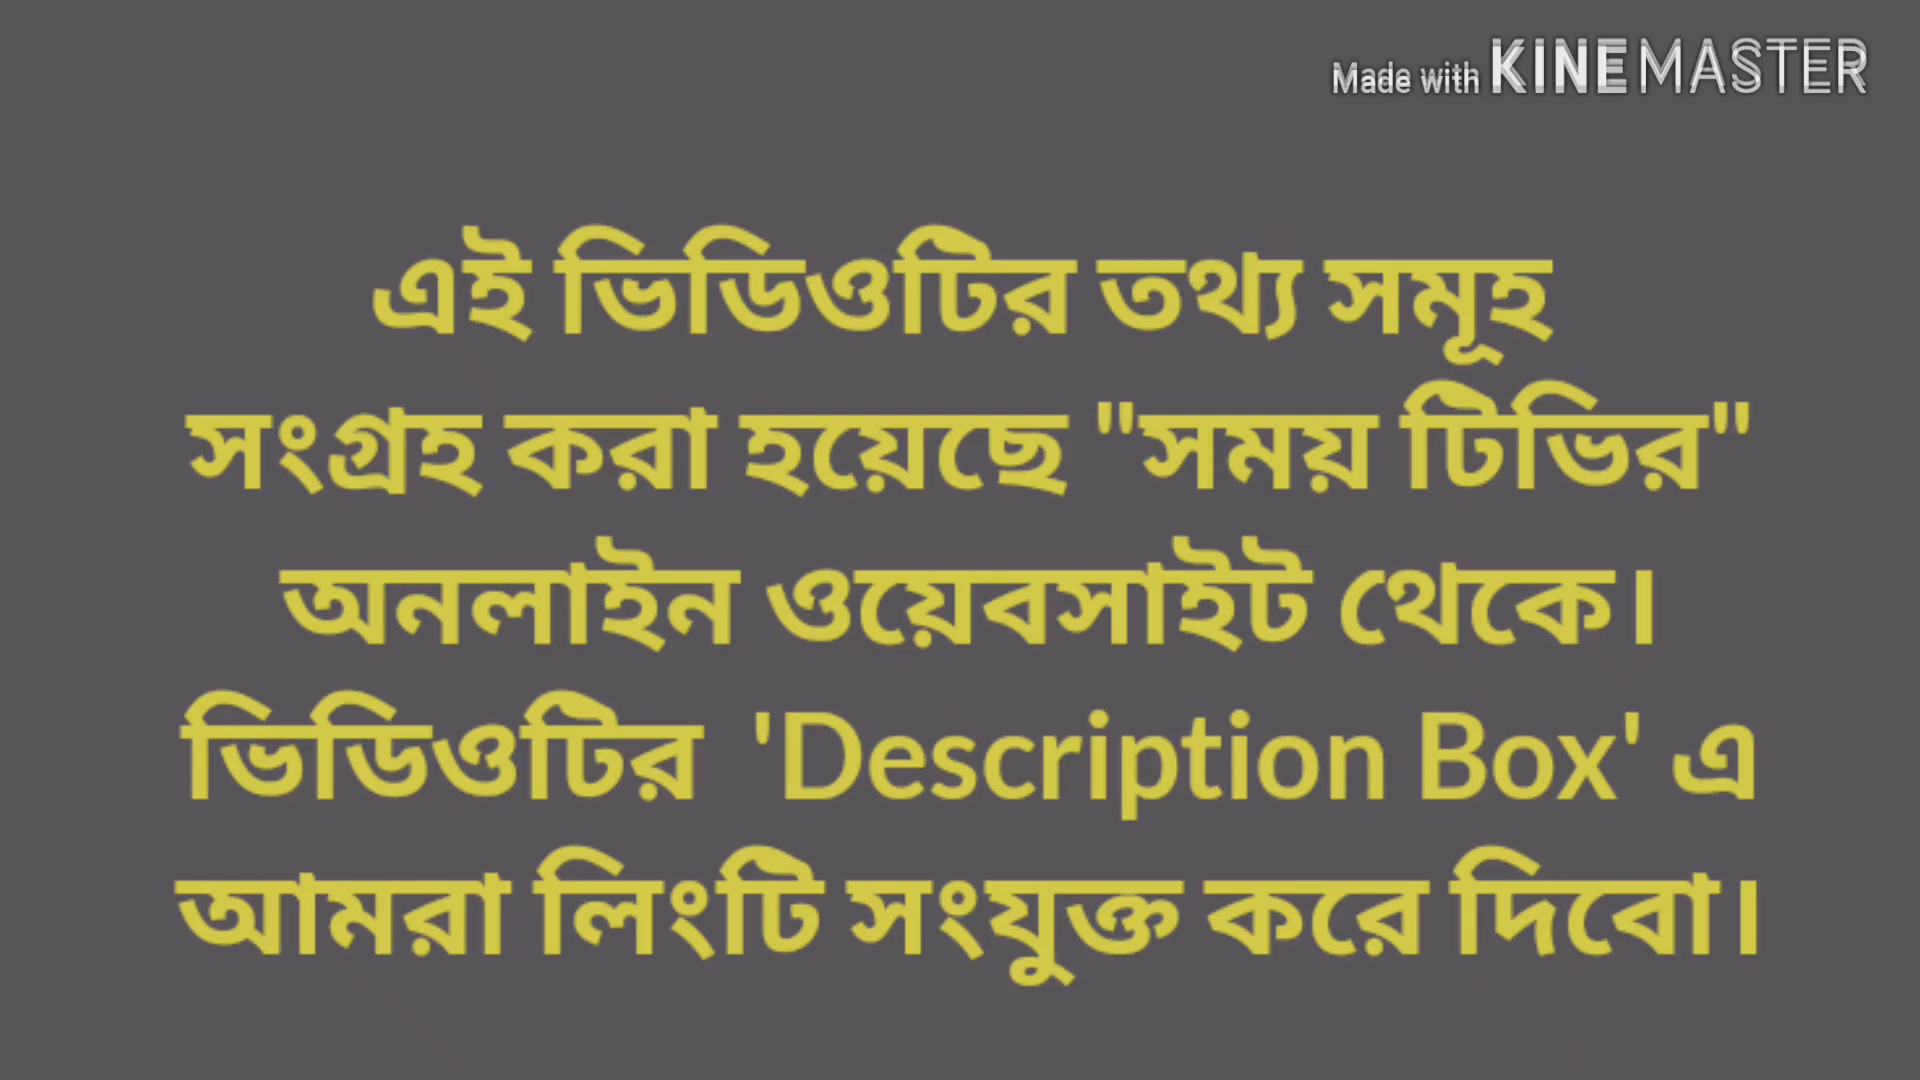 Made with KINEMASTER
এই ভিডিওটির তথ্য সমূহ
সংগ্রহ করা হয়েছে "সময় টিভির"
অনলাইন ওয়েবসাইট থেকে।
ভিডিওটির 'Description Box' এ
আমরা লিংটি সংযুক্ত করে দিবো।